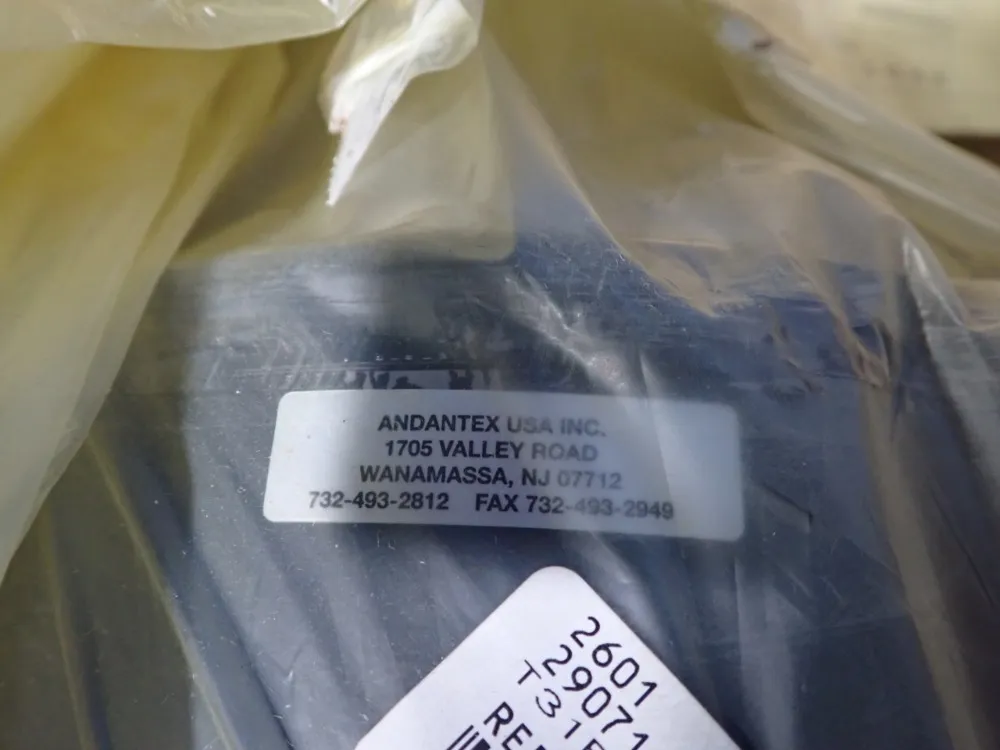 ANDANTEX USA INC.
1705 VALLEY ROAD
WANAMASSA, NJ 07712
732-493-2812 FAX 732-493-2949
2601
29071